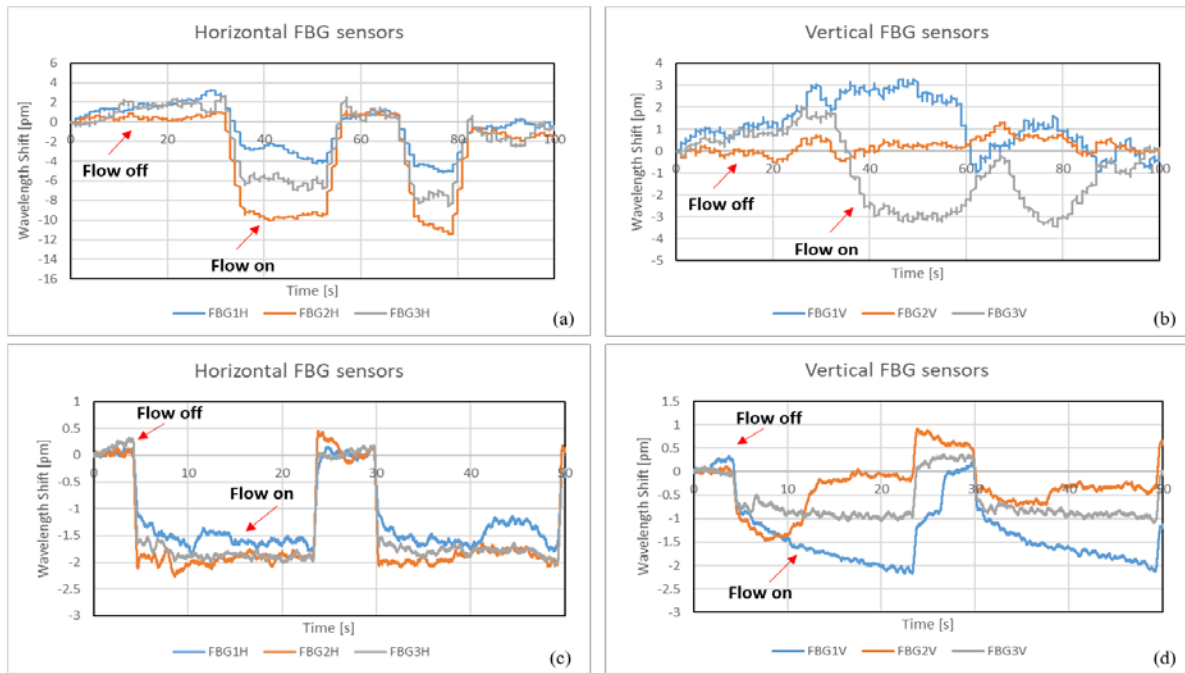 Horizontal FBG sensors
Wavelength Shift [pm]
6
4
2
0
-2
-4
-6
-8
-10
-12
-14
-16
0
20
40
60
80
100
Flow off
Flow on
Time [s]
FBG1H FBG2H FBG3H
(a)
Vertical FBG sensors
Wavelength Shift [pm]
4
3
2
1
0
-1
-2
-3
-4
-5
0
20
40
60
80
100
Flow off
Flow on
Time [s]
FBG1V FBG2V FBG3V
(b)
Horizontal FBG sensors
Wavelength Shift [pm]
1
0.5
0
-0.5
-1
-1.5
-2
-2.5
-3
0
10
20
30
40
50
Flow off
Flow on
Time [s]
FBG1H FBG2H FBG3H
(c)
Vertical FBG sensors
Wavelength Shift [pm]
1.5
1
0.5
0
-0.5
-1
-1.5
-2
-2.5
-3
0
10
20
30
40
50
Flow off
Flow on
Time [s]
FBG1V FBG2V FBG3V
(d)